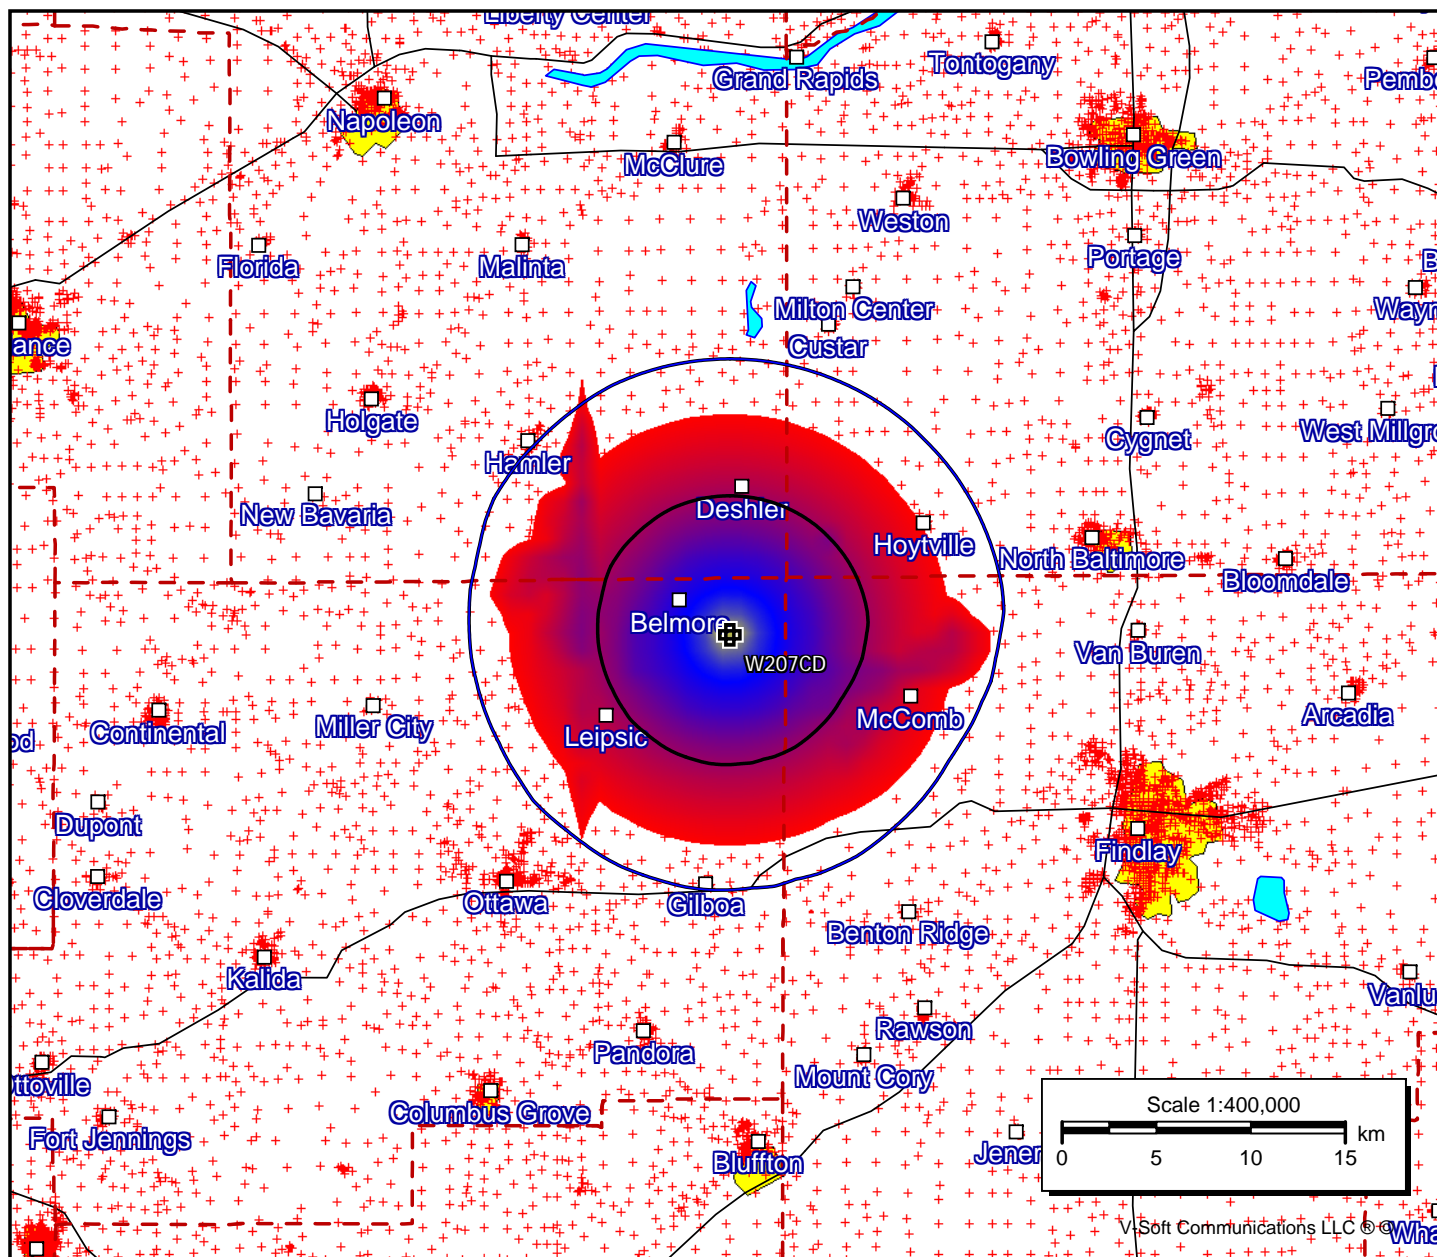 Liberty Center
Grand Rapids
Tontogany
Napoleon
McClure
Bowling Green
Weston
Florida
Malinta
Portage
Milton Center
Custar
Holgate
Cygnet
West Millgro
Hamler
New Bavaria
Deshler
Hoytville
North Baltimore
Bloomdale
Belmore
W207CD
Van Buren
Continental
Miller City
Leipsic
McComb
Arcadia
Dupont
Findlay
Cloverdale
Ottawa
Gilboa
Benton Ridge
Kalida
Vanlu
Rawson
Pandora
Mount Cory
ttoville
Columbus Grove
Fort Jennings
Bluffton
Jener
Scale 1:400,000
km
0 5 10 15
V-Soft Communications LLC ® ©